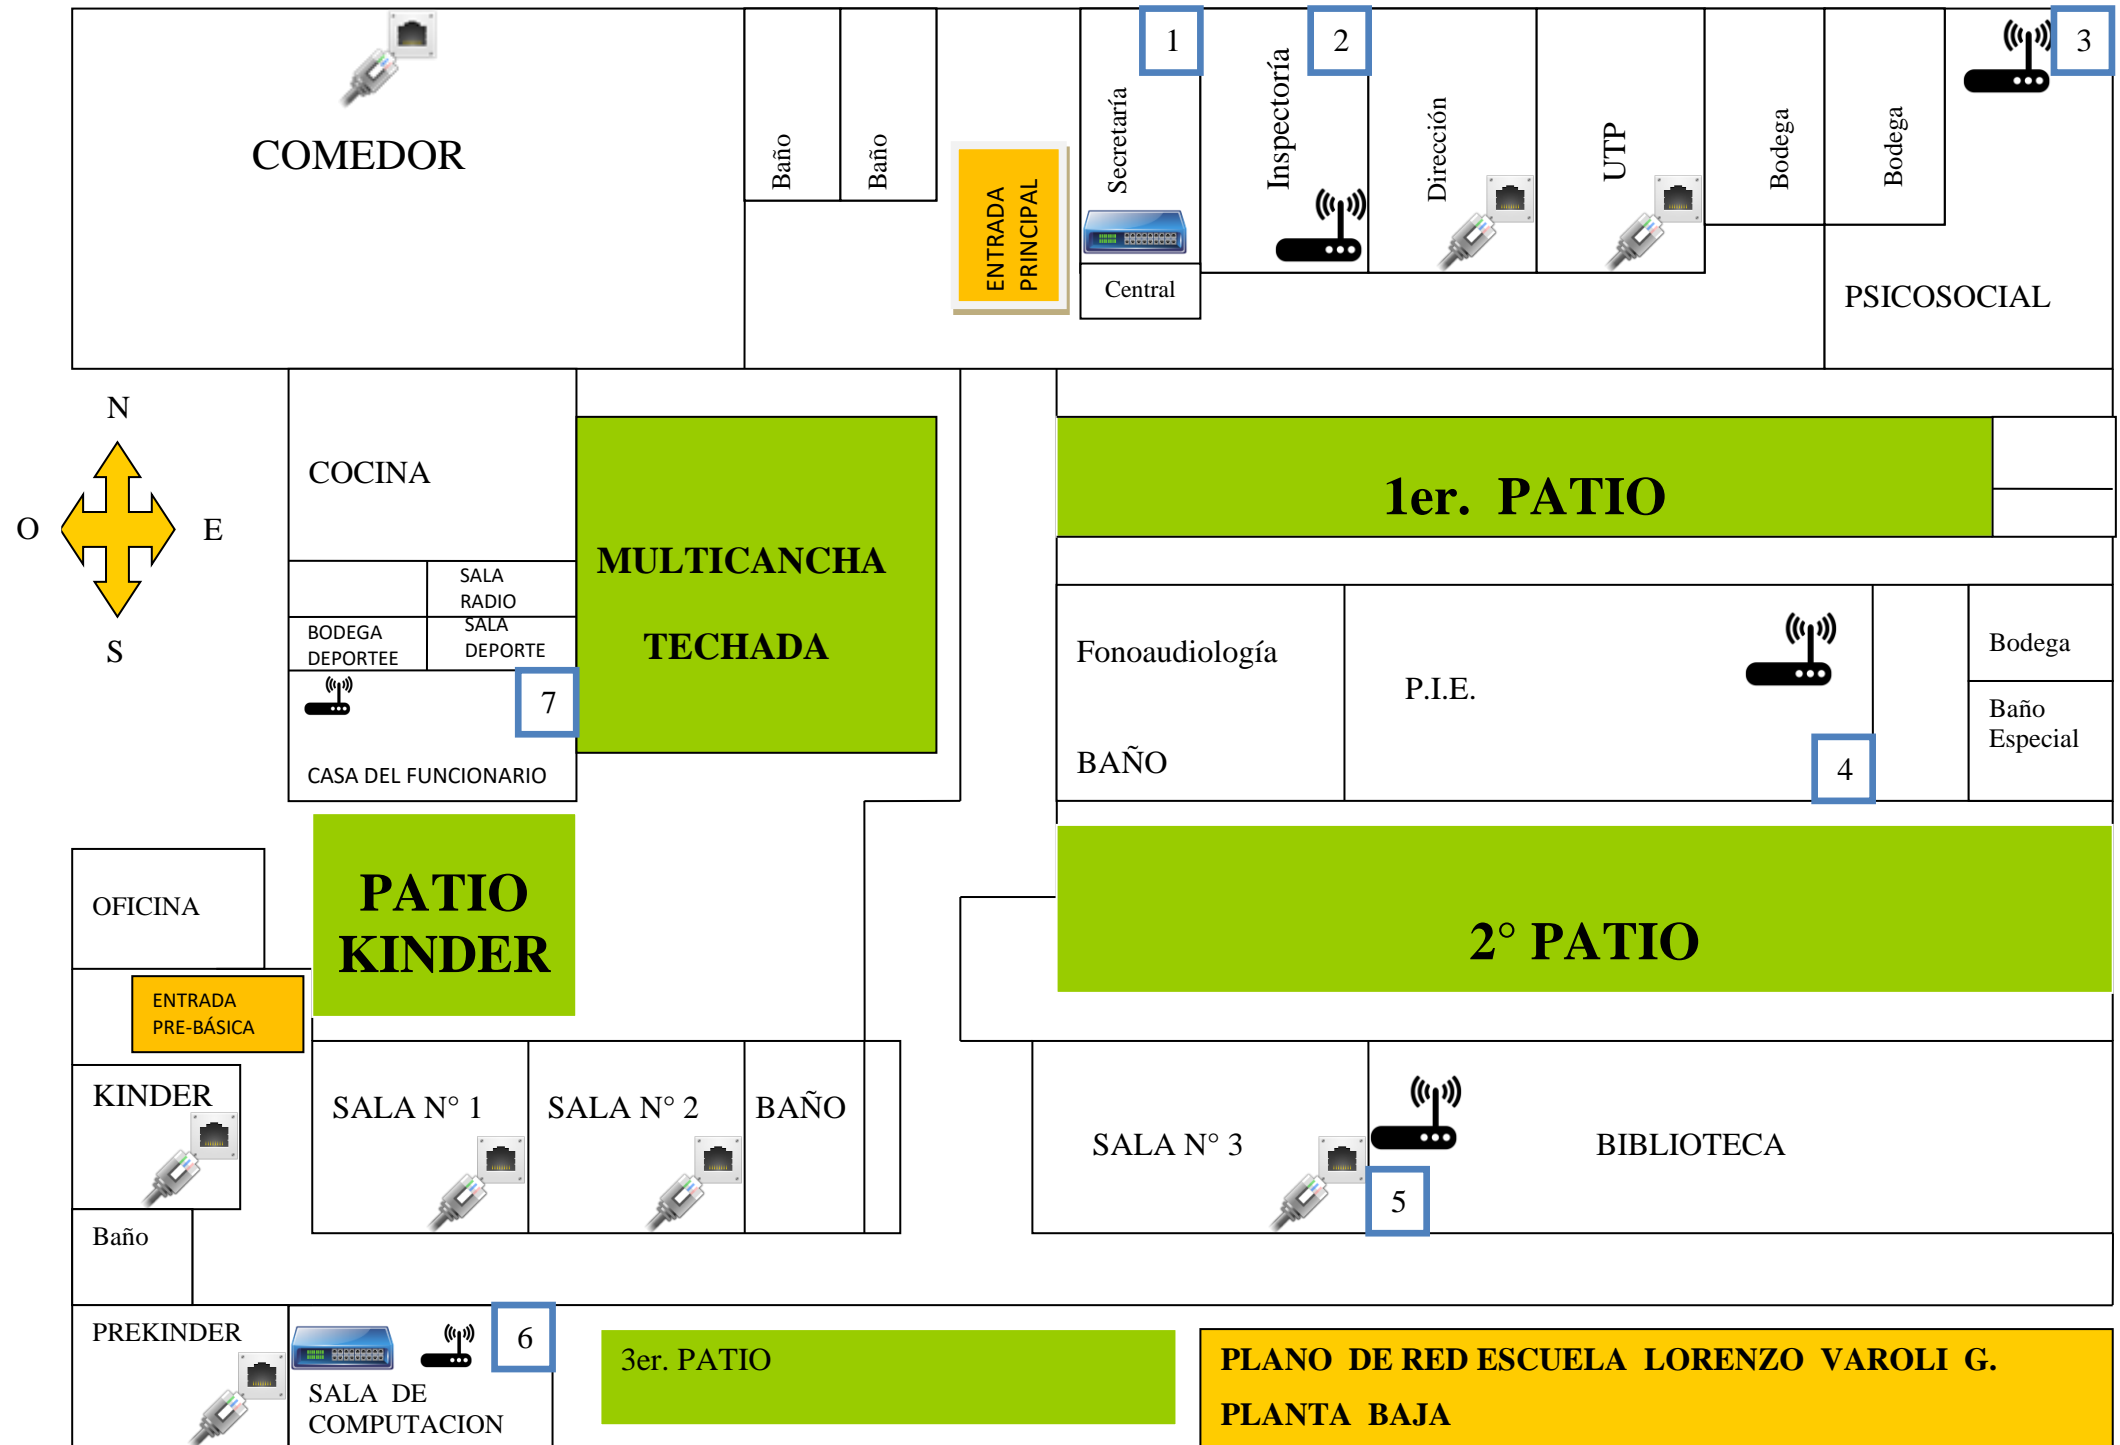 1
2
3
COMEDOR
Baño
Baño
ENTRADA
PRINCIPAL
Secretaría
Central
Inspectoría
Dirección
UTP
Bodega
Bodega
PSICOSOCIAL
N
O
E
S
COCINA
SALA
RADIO
BODEGA
DEPORTEE
SALA
DEPORTE
7
CASA DEL FUNCIONARIO
MULTICANCHA
TECHADA
1er. PATIO
Fonoaudiología
BAÑO
P.I.E.
4
Bodega
Baño
Especial
OFICINA
PATIO
KINDER
2° PATIO
ENTRADA
PRE-BÁSICA
KINDER
SALA N° 1
SALA N° 2
BAÑO
SALA N° 3
5
BIBLIOTECA
Baño
PREKINDER
6
SALA DE
COMPUTACION
3er. PATIO
PLANO DE RED ESCUELA LORENZO VAROLI G.
PLANTA BAJA